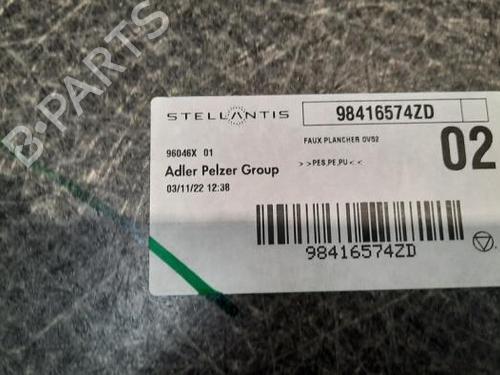 B-PARTS
STELLANTIS
98416574ZD
96046X 01
FAUX PLANCHER OV52
02
Adler Pelzer Group
> >PES,PE,PU< <
03/11/22 12:38
98416574ZD